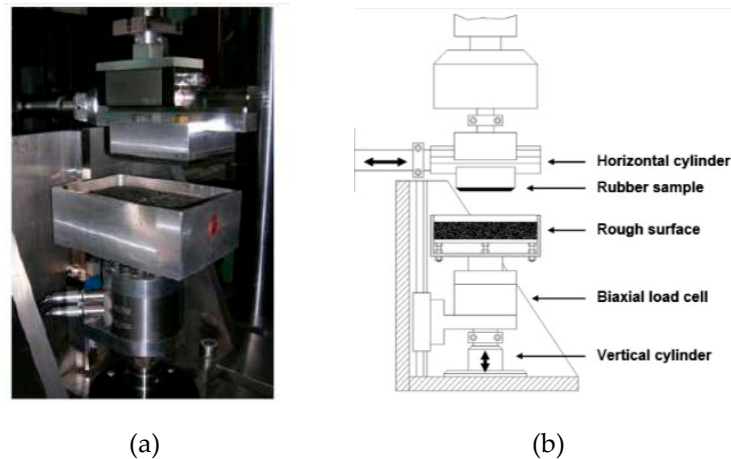 Horizontal cylinder
Rubber sample
Rough surface
Biaxial load cell
Vertical cylinder
(a)
(b)